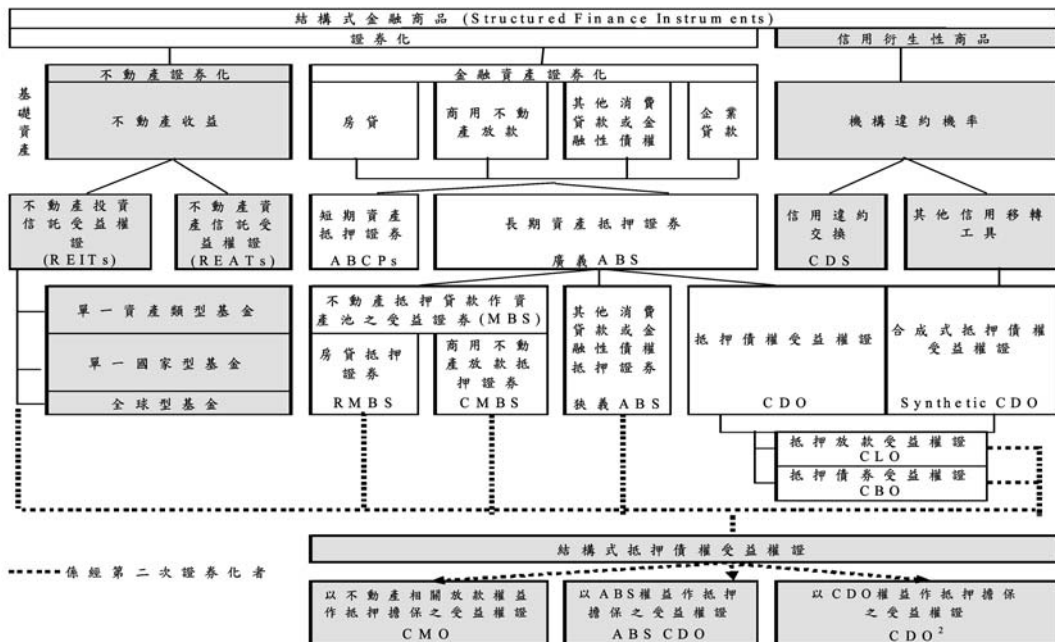 結構式金融商品 (Structured Finance Instruments)
證券化
信用衍生性商品
不動產證券化
金融資產證券化
基
礎
資
產
不動產收益
房貸
商用不動
產放款
其他消費
貸款或金
融性債權
企業
貸款
機構違約機率
不動產投資
信託受益權
證
(REITs)
不動產資
產信託受
益權證
(REATs)
短期資產
抵押證券
ABCPs
長期資產抵押證券
廣義ABS
信用違約
交換
CDS
其他信用移轉
工具
單一資產類型基金
單一國家型基金
全球型基金
不動產抵押貸款作資
產池之受益證券(MBS)
房貸抵押
證券
RMBS
商用不動
產放款抵
押證券
CMBS
其他消費
貸款或金
融性債權
抵押證券
狹義ABS
抵押債權受益權證
CDO
合成式抵押債權
受益權證
Synthetic CDO
抵押放款受益權證
CLO
抵押債券受益權證
CBO
結構式抵押債權受益權證
係經第二次證券化者
以不動產相關放款權益
作抵押擔保之受益權證
CMO
以ABS權益作抵押
擔保之受益權證
ABS CDO
以CDO權益作抵押擔保
之受益權證
CDO²